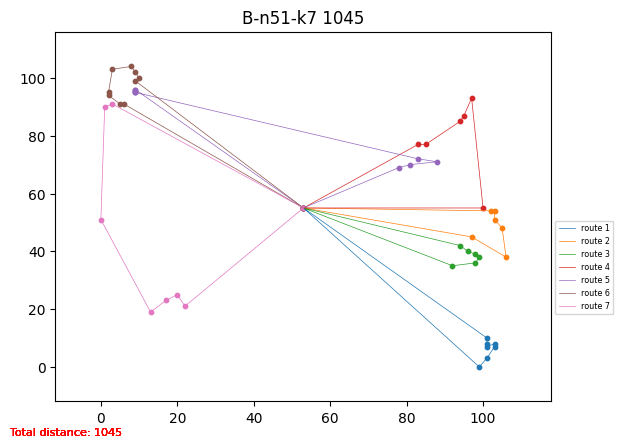 B-n51-k7 1045
100
80
60
40
20
0
0 20 40 60 80 100
route 1
route 2
route 3
route 4
route 5
route 6
route 7
Total distance: 1045